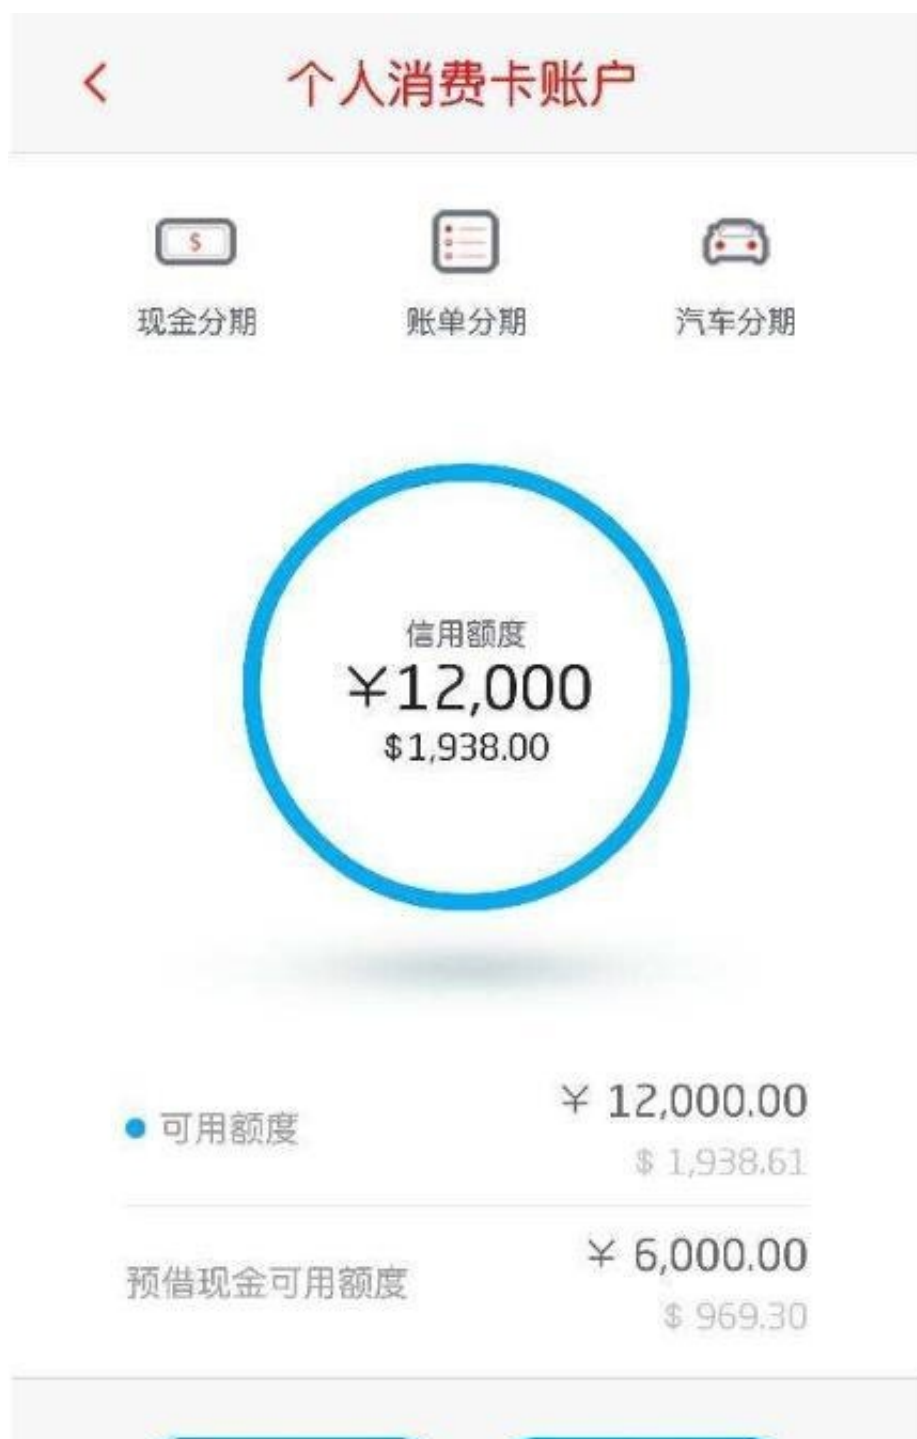 个人消费卡账户
$
现金分期 账单分期 汽车分期
信用额度
¥12,000
$1,938.00
可用额度 ¥ 12,000.00
$ 1,938.61
预借现金可用额度 ¥ 6,000.00
$ 969.30